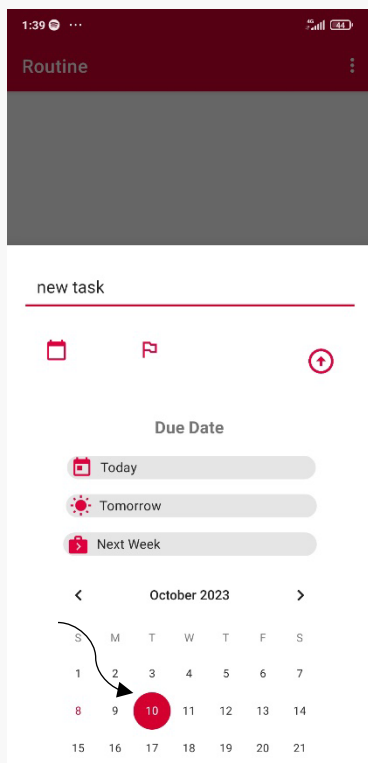 1:39 ... 4G 44
Routine
new task
Due Date
Today
Tomorrow
Next Week
October 2023
S M T W T F S
1 2 3 4 5 6 7
8 9 10 11 12 13 14
15 16 17 18 19 20 21